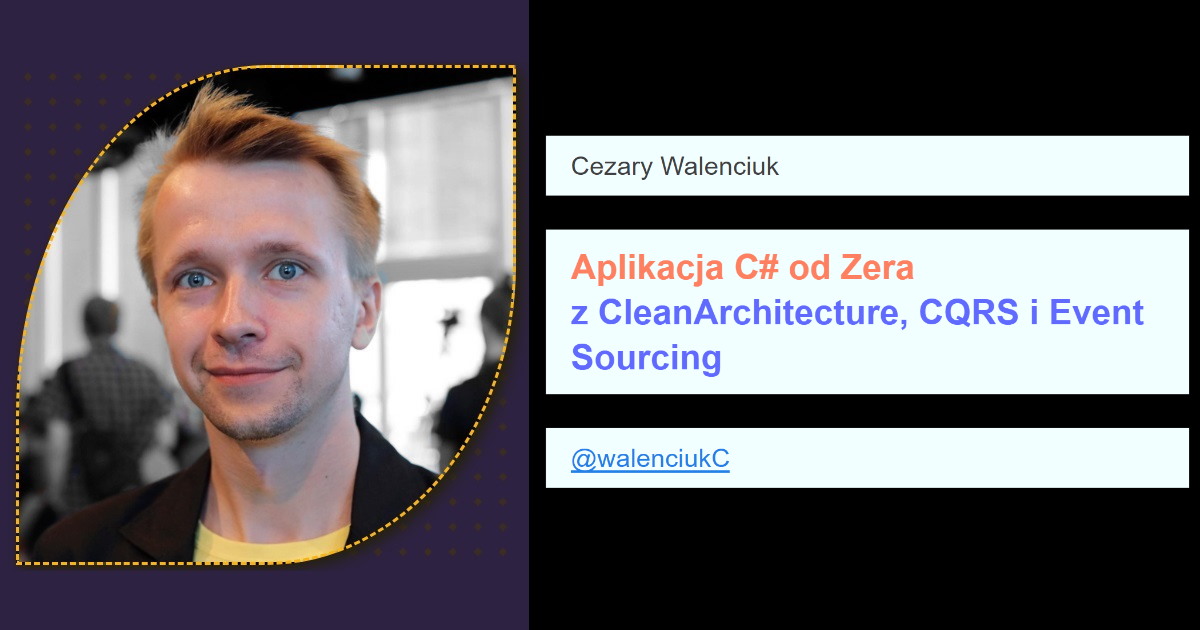 Cezary Walenciuk
Aplikacja C# od Zera
z CleanArchitecture, CQRS i Event
Sourcing
@walenciukC